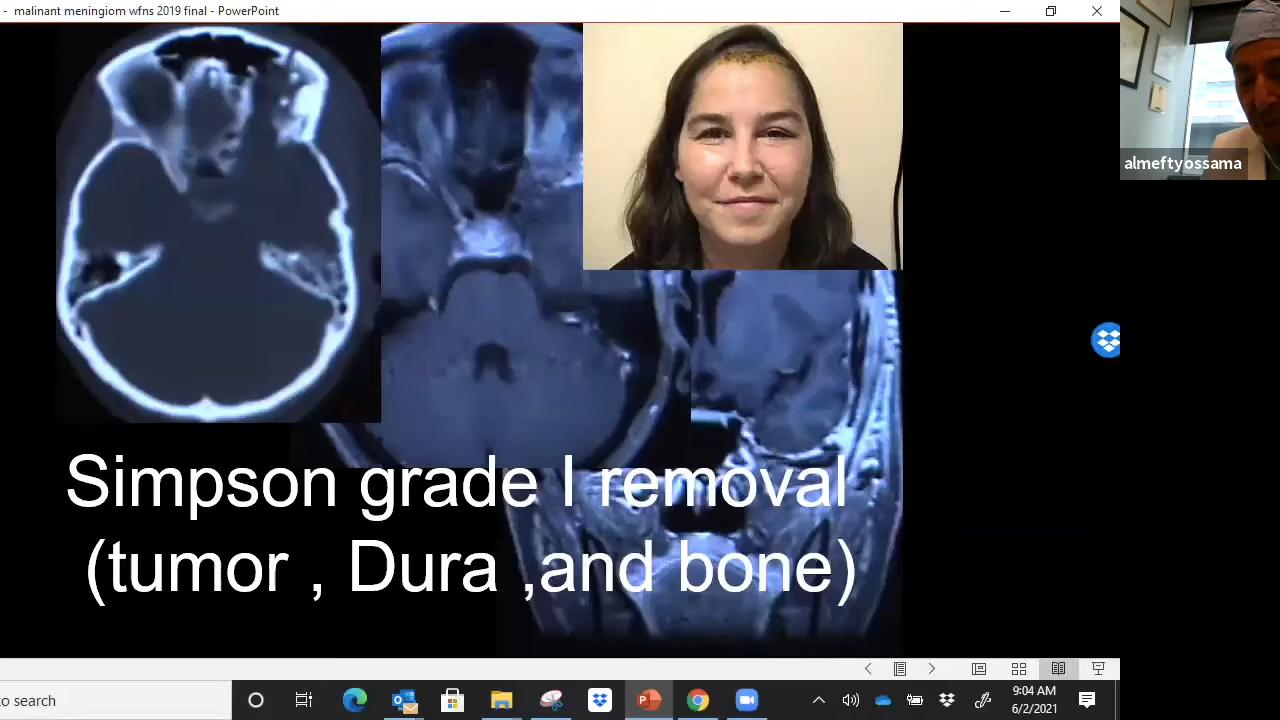 - malinant meningiom wfns 2019 final - PowerPoint
almeftyossama
Simpson grade I removal
(tumor , Dura ,and bone)
to search
9:04 AM
6/2/2021